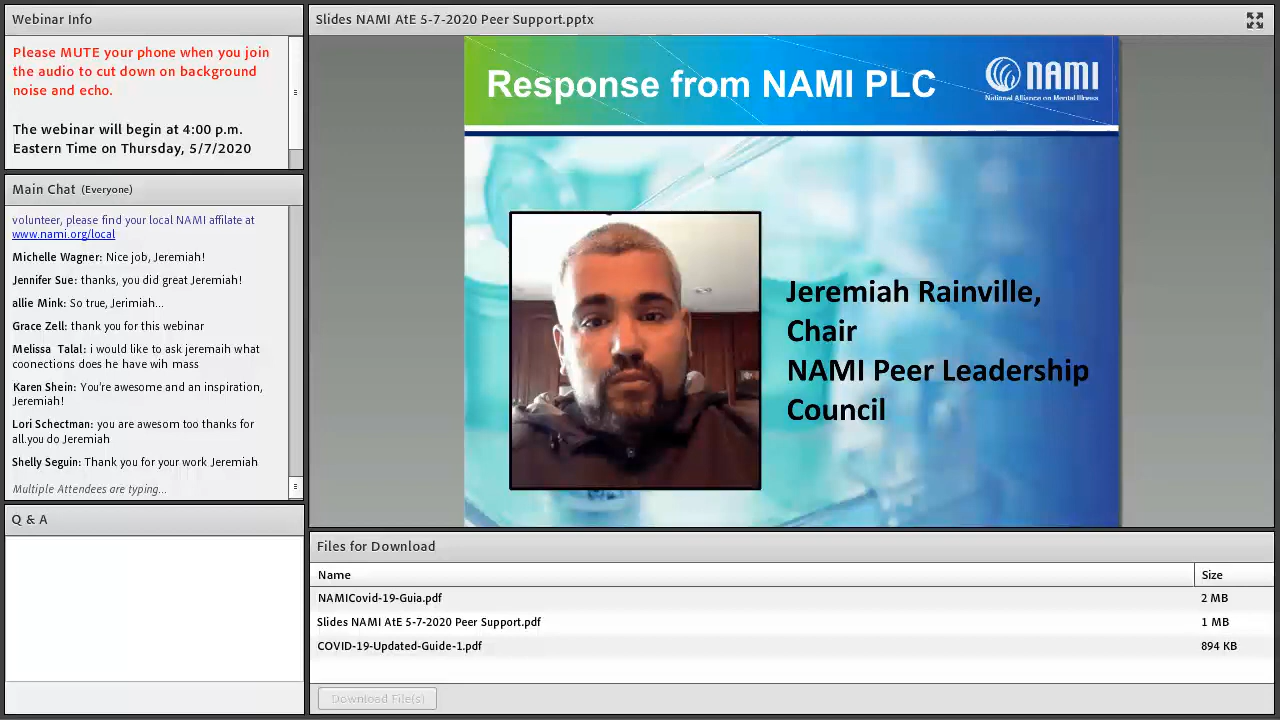 Webinar Info
Please MUTE your phone when you join
the audio to cut down on background
noise and echo.
The webinar will begin at 4:00 p.m.
Eastern Time on Thursday, 5/7/2020
Main Chat (Everyone)
volunteer, please find your local NAMI affilate at
www.nami.org/local
Michelle Wagner: Nice job, Jeremiah!
Jennifer Sue: thanks, you did great Jeremiah!
allie Mink: So true, Jerimiah...
Grace Zell: thank you for this webinar
Melissa Talal: i would like to ask jeremaih what
connections does he have wih mass
Karen Shein: You're awesome and an inspiration,
Jeremiah!
Lori Schectman: you are awesom too thanks for
all.you do Jeremiah
Shelly Seguin: Thank you for your work Jeremiah
Multiple Attendees are typing...
Q & A
Slides NAMI AtE 5-7-2020 Peer Support.pptx
Response from NAMI PLC
NAMI
National Alliance on Mental Illness
Jeremiah Rainville,
Chair
NAMI Peer Leadership
Council
Files for Download
Name Size
NAMICovid-19-Guia.pdf 2 MB
Slides NAMI AtE 5-7-2020 Peer Support.pdf 1 MB
COVID-19-Updated-Guide-1.pdf 894 KB
Download File(s)